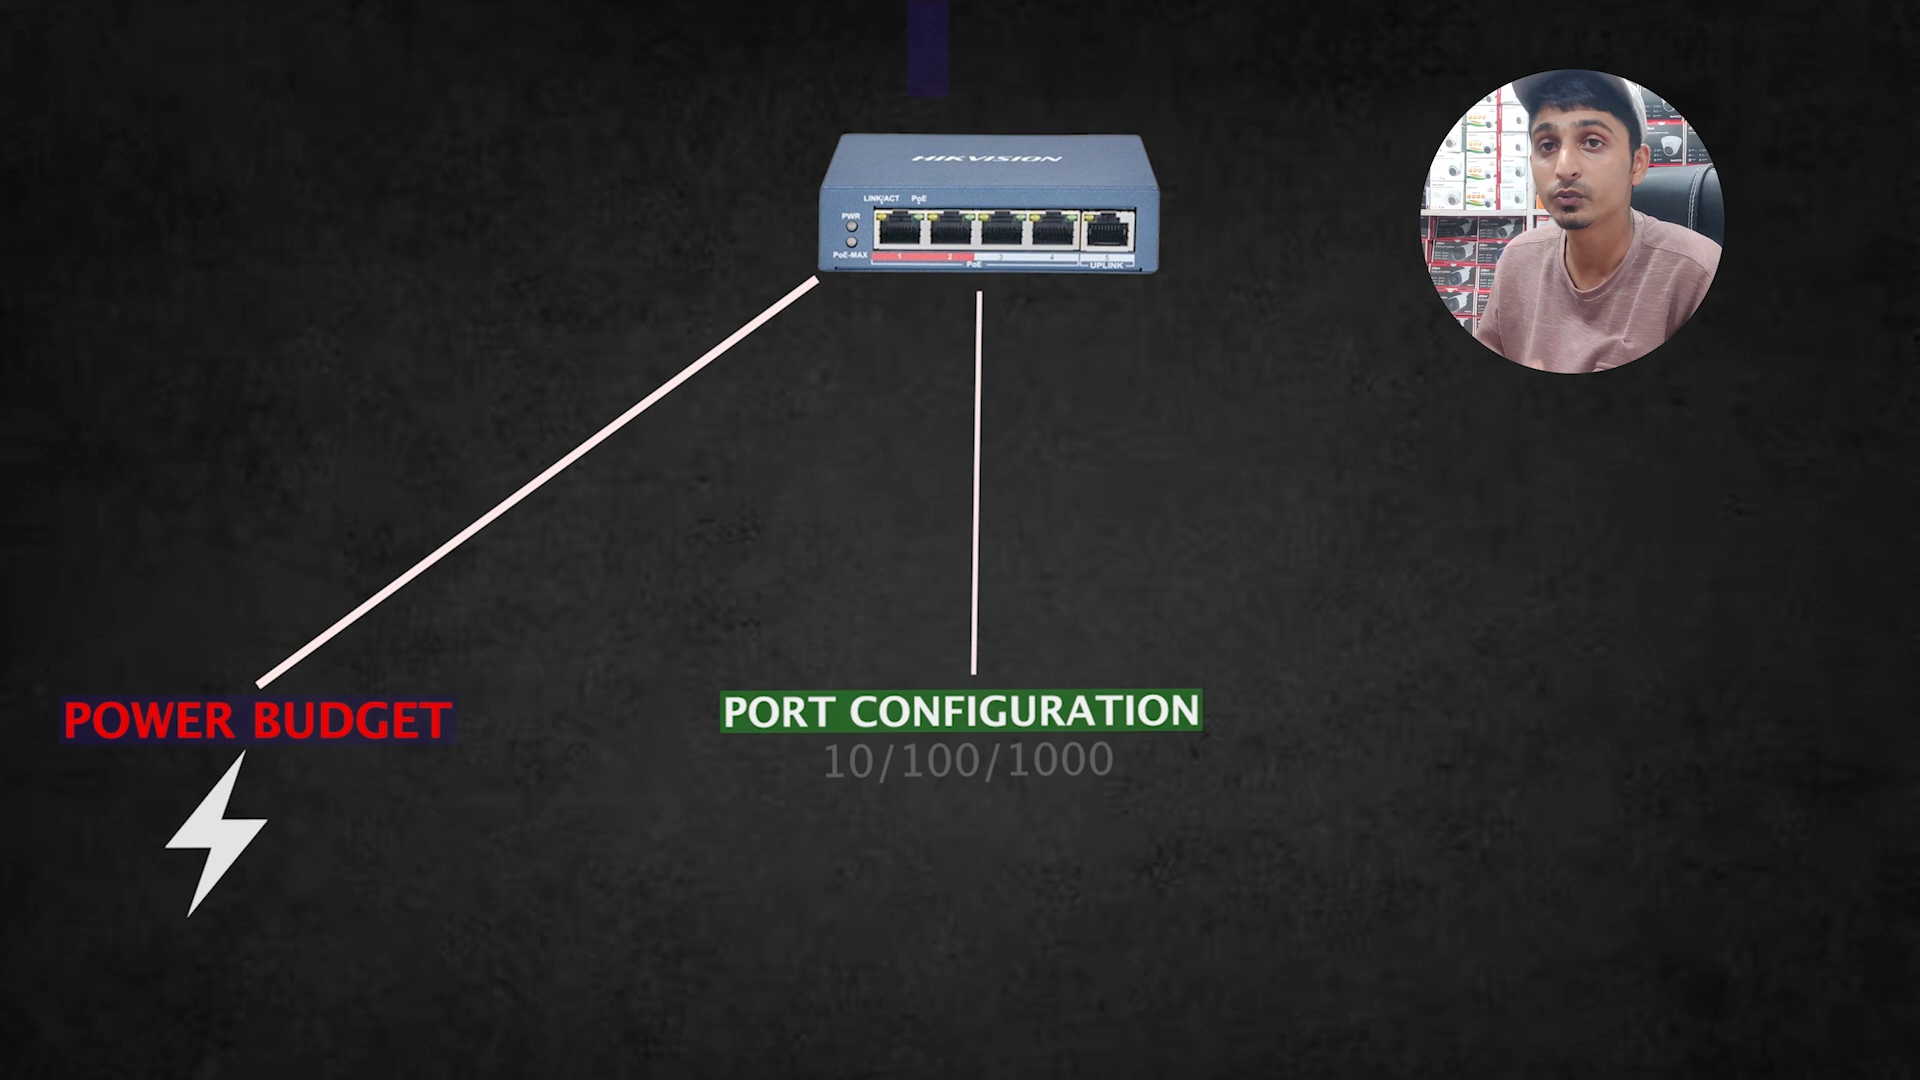 HIKVISION
LINK/ACT PoE
PWR
PoE-MAX
1 2 3 4 5
PoE UPLINK
POWER BUDGET
PORT CONFIGURATION
10/100/1000